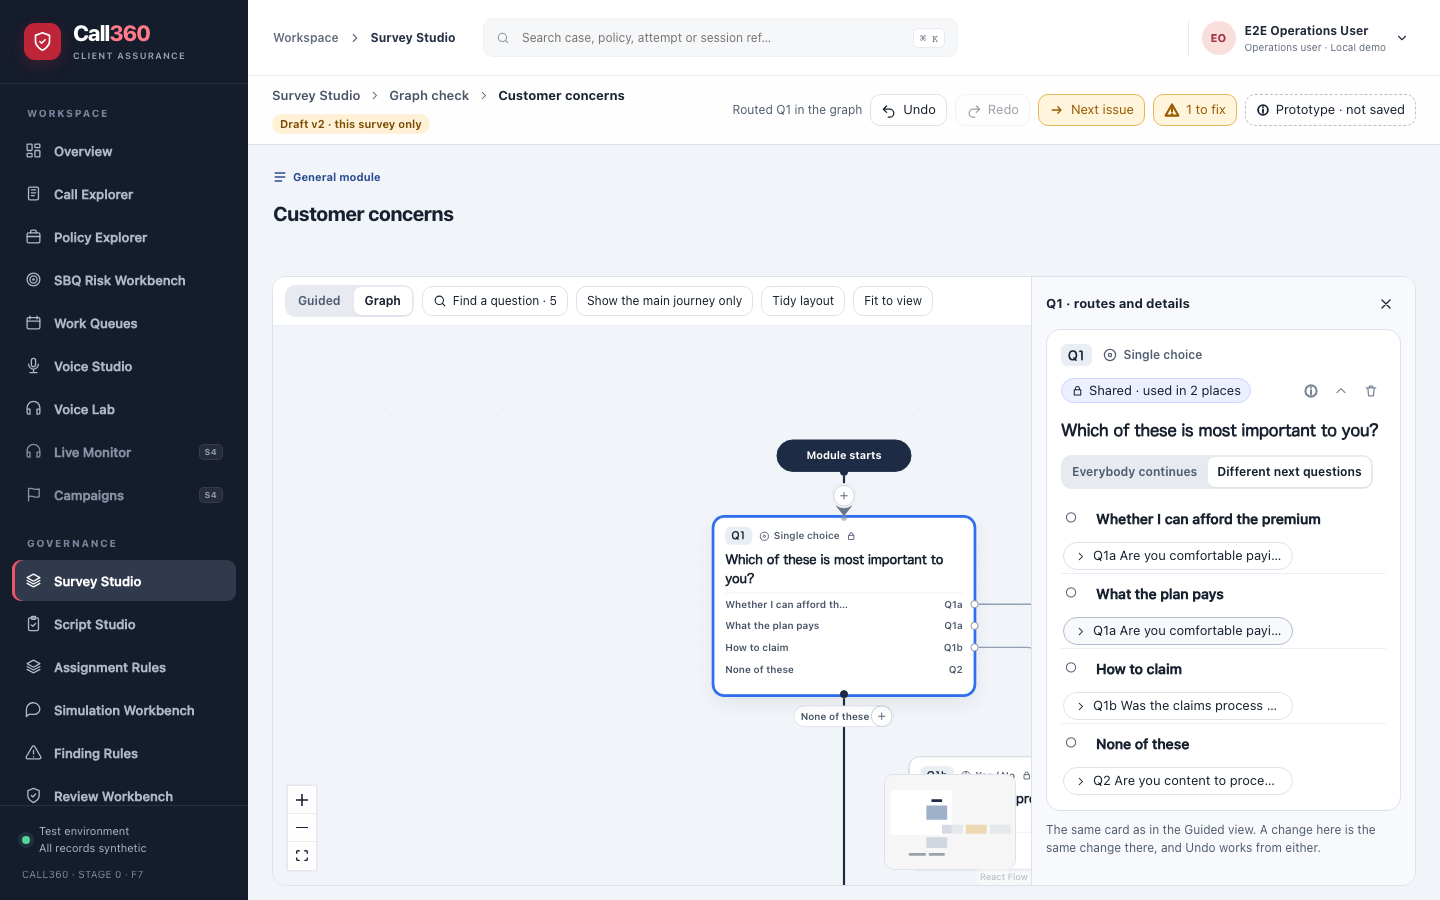 Call360
CLIENT ASSURANCE
WORKSPACE
Overview
Call Explorer
Policy Explorer
SBQ Risk Workbench
Work Queues
Voice Studio
Voice Lab
Live Monitor S4
Campaigns S4
GOVERNANCE
Survey Studio
Script Studio
Assignment Rules
Simulation Workbench
Finding Rules
Review Workbench
Test environment
All records synthetic
CALL360 · STAGE 0 · F7
Workspace > Survey Studio
Search case, policy, attempt or session ref...
⌘ K
EO
E2E Operations User
Operations user · Local demo
Survey Studio > Graph check > Customer concerns
Draft v2 · this survey only
Routed Q1 in the graph
Undo
Redo
Next issue
1 to fix
Prototype · not saved
General module
Customer concerns
Guided
Graph
Find a question · 5
Show the main journey only
Tidy layout
Fit to view
Module starts
Q1 Single choice
Which of these is most important to
you?
Whether I can afford th... Q1a
What the plan pays Q1a
How to claim Q1b
None of these Q2
None of these
React Flow
Q1 · routes and details
Q1 Single choice
Shared · used in 2 places
Which of these is most important to you?
Everybody continues
Different next questions
Whether I can afford the premium
Q1a Are you comfortable payi...
What the plan pays
Q1a Are you comfortable payi...
How to claim
Q1b Was the claims process ...
None of these
Q2 Are you content to proce...
The same card as in the Guided view. A change here is the
same change there, and Undo works from either.